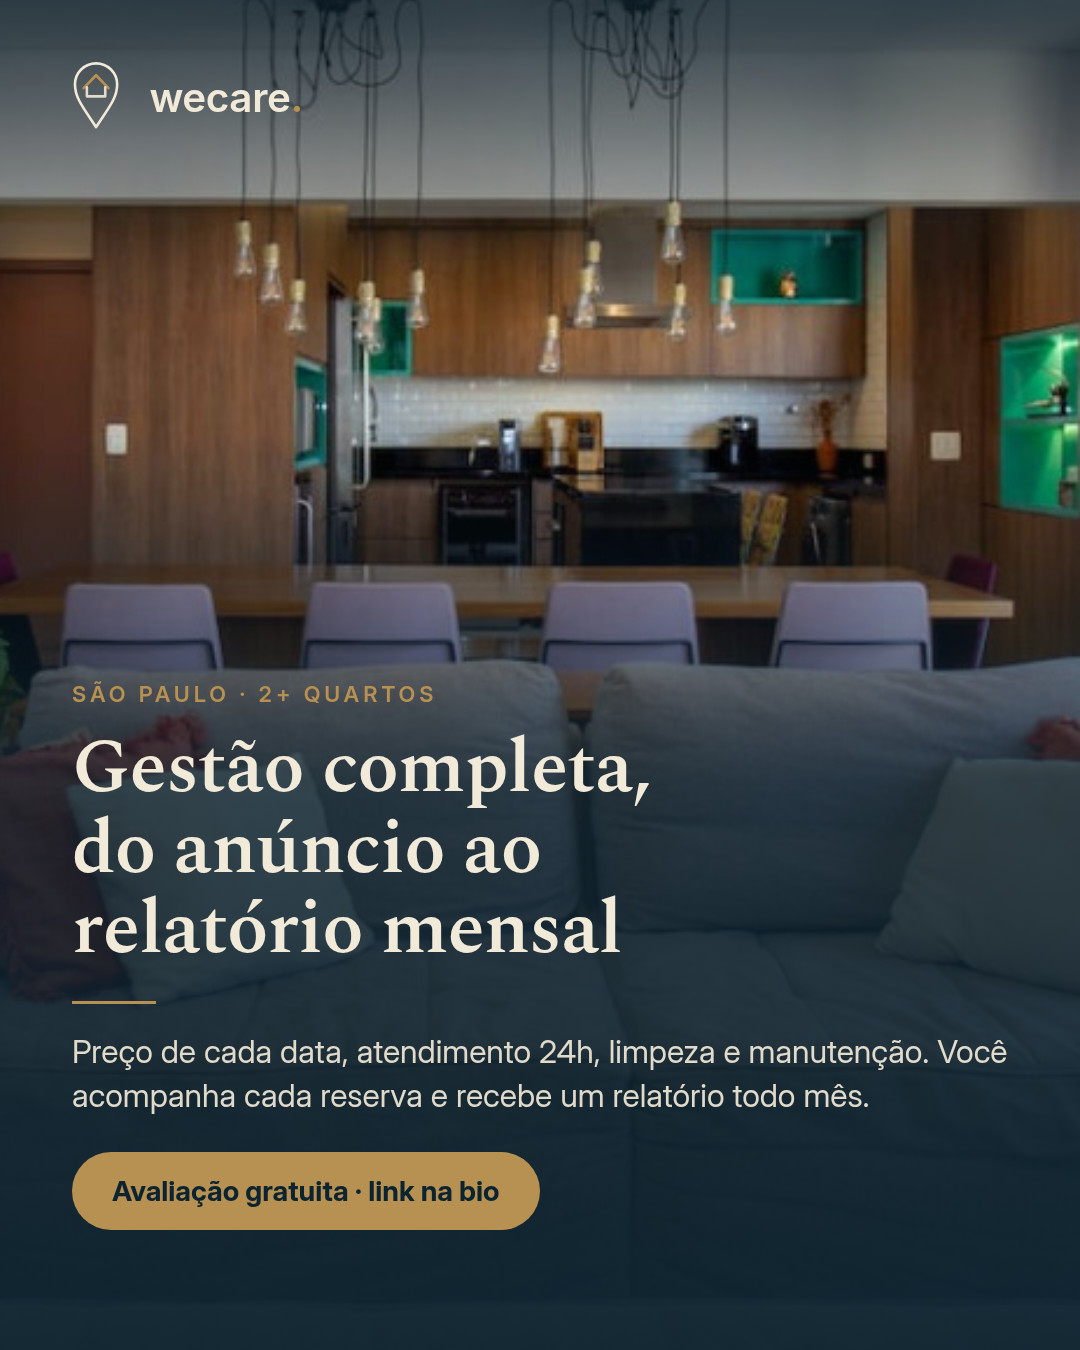 wecare.
SÃO PAULO · 2+ QUARTOS
Gestão completa,
do anúncio ao
relatório mensal
Preço de cada data, atendimento 24h, limpeza e manutenção. Você
acompanha cada reserva e recebe um relatório todo mês.
Avaliação gratuita · link na bio